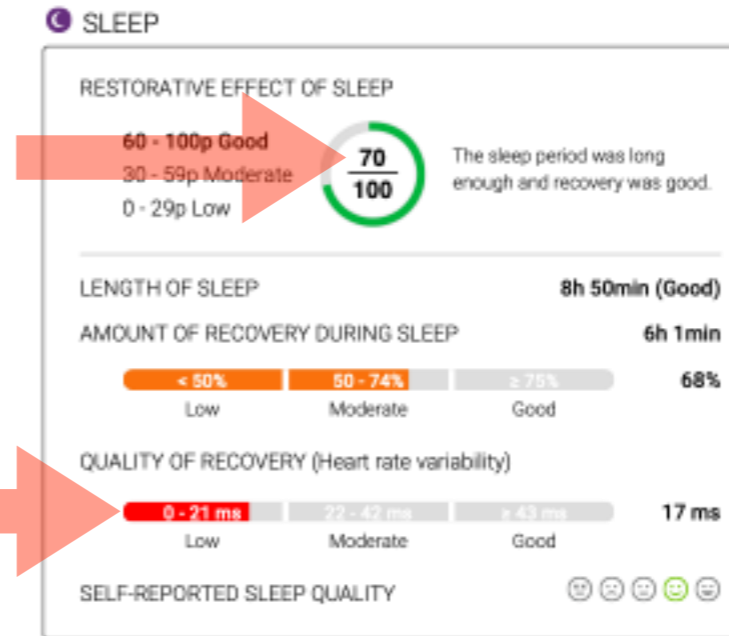 SLEEP
RESTORATIVE EFFECT OF SLEEP
60 - 100p Good
30 - 59p Moderate
0 - 29p Low
70
100
The sleep period was long
enough and recovery was good.
LENGTH OF SLEEP 8h 50min (Good)
AMOUNT OF RECOVERY DURING SLEEP 6h 1min
< 50% 50 - 74% ≥ 75% 68%
Low Moderate Good
QUALITY OF RECOVERY (Heart rate variability)
0 - 21 ms 22 - 42 ms ≥ 43 ms 17 ms
Low Moderate Good
SELF-REPORTED SLEEP QUALITY